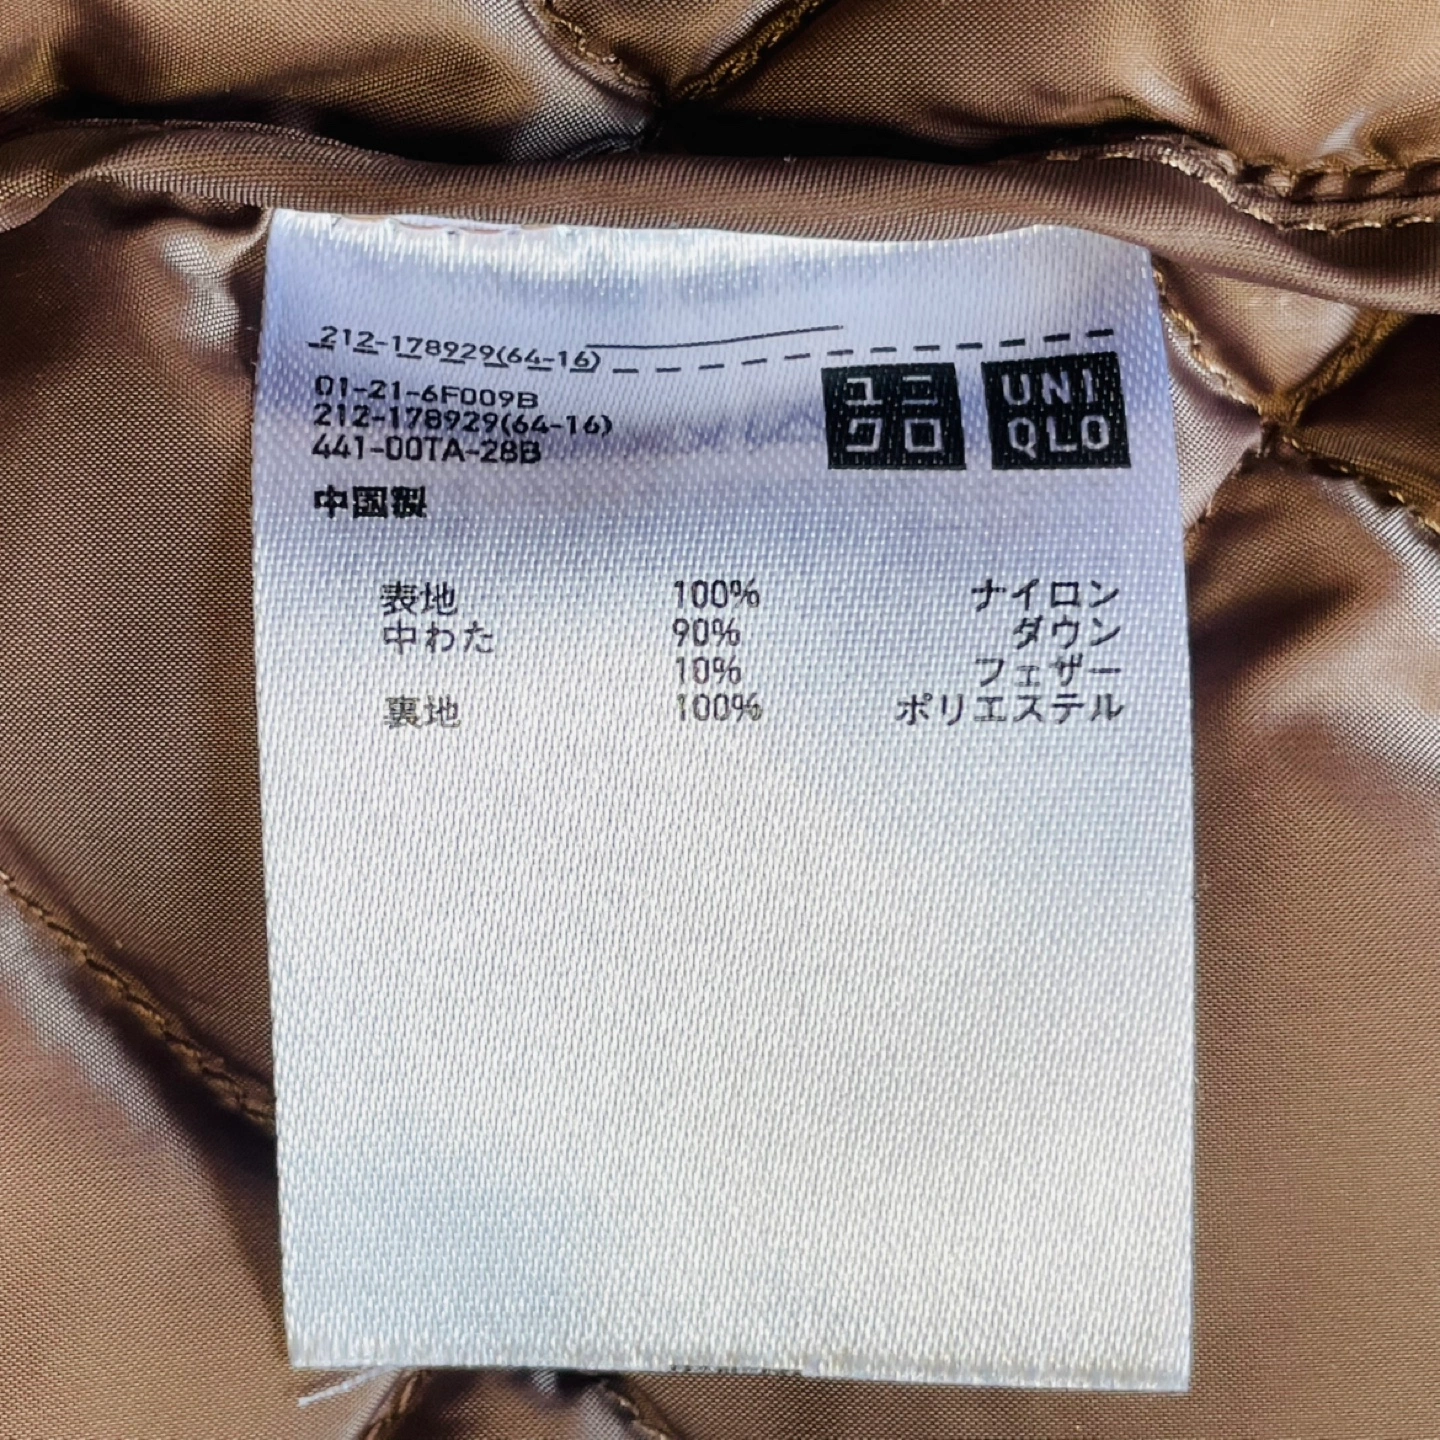 212-178929(64-16)
01-21-6F009B
212-178929(64-16)
441-00TA-28B
ユニ
クロ
UNI
QLO
中国製
表地 100% ナイロン
中わた 90% ダウン
10% フェザー
裏地 100% ポリエステル